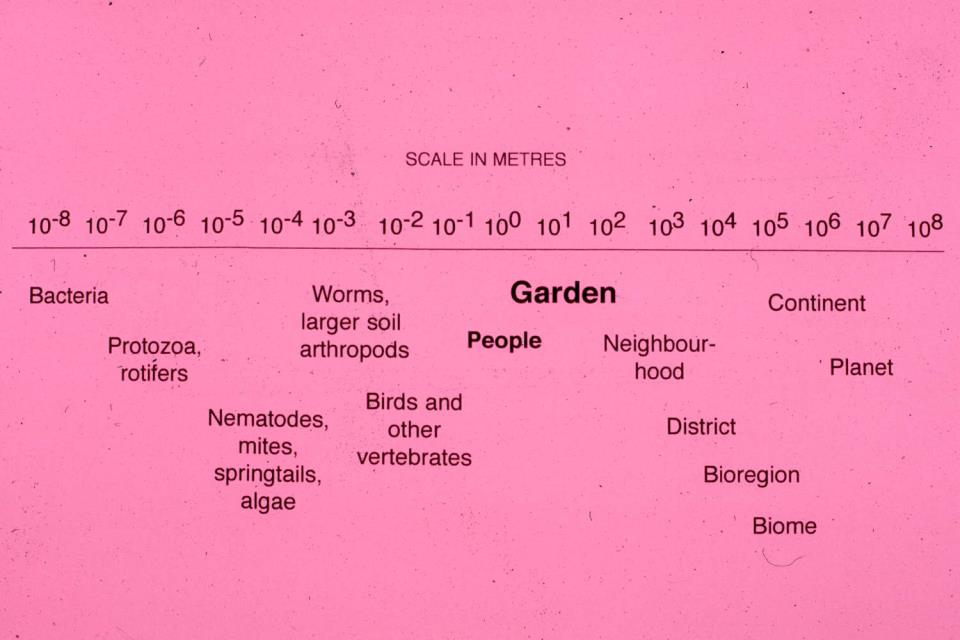 SCALE IN METRES
10⁻⁸ 10⁻⁷ 10⁻⁶ 10⁻⁵ 10⁻⁴ 10⁻³ 10⁻² 10⁻¹ 10⁰ 10¹ 10² 10³ 10⁴ 10⁵ 10⁶ 10⁷ 10⁸
Bacteria
Protozoa,
rotifers
Nematodes,
mites,
springtails,
algae
Worms,
larger soil
arthropods
Birds and
other
vertebrates
People
Garden
Neighbour-
hood
District
Bioregion
Biome
Continent
Planet